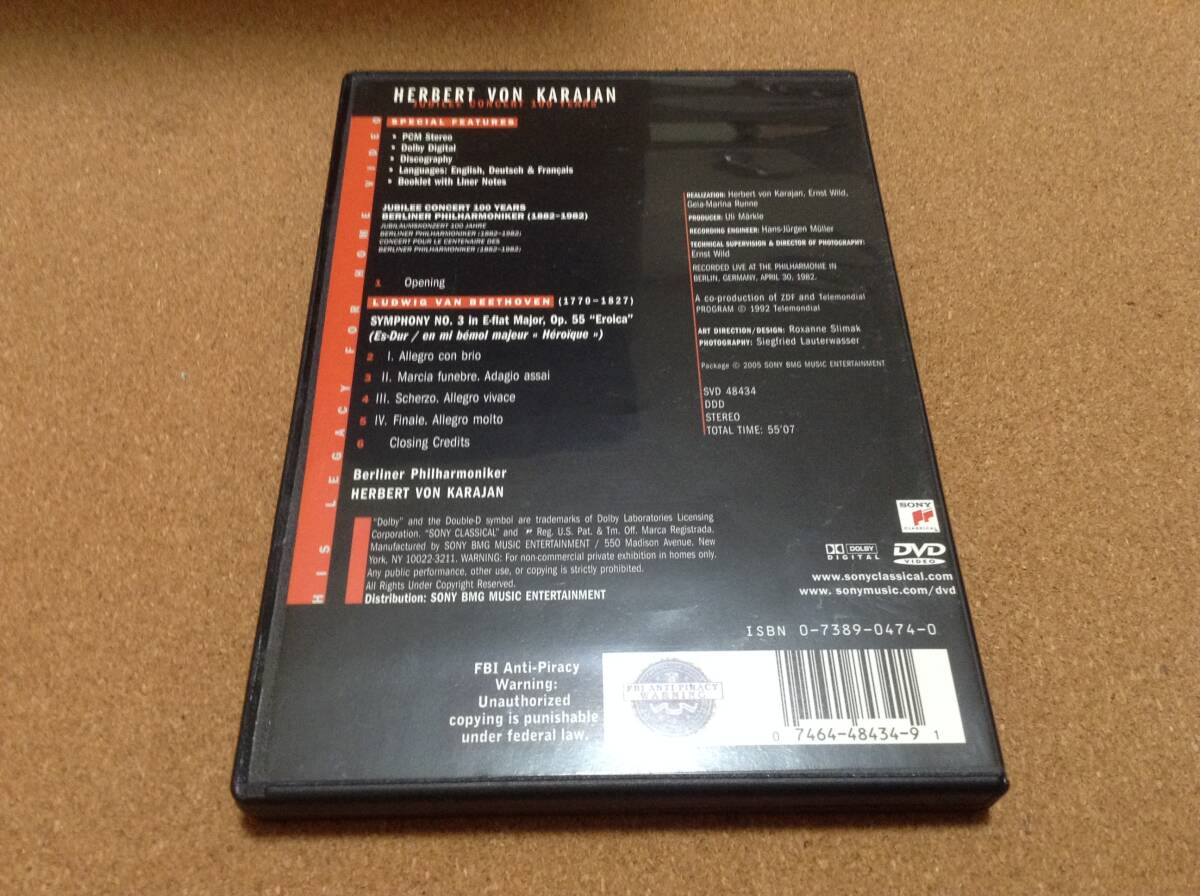 HERBERT VON KARAJAN
JUBILEE CONCERT 100 YEARS
HIS LEGACY FOR HOME VIDEO
SPECIAL FEATURES
PCM Stereo
Dolby Digital
Discography
Languages: English, Deutsch & Français
Booklet with Liner Notes
JUBILEE CONCERT 100 YEARS
BERLINER PHILHARMONIKER (1882–1982)
JUBILÄUMSKONZERT 100 JAHRE
BERLINER PHILHARMONIKER (1882–1982)
CONCERT POUR LE CENTENAIRE DES
BERLINER PHILHARMONIKER (1882–1982)
1 Opening
LUDWIG VAN BEETHOVEN (1770–1827)
SYMPHONY NO. 3 in E-flat Major, Op. 55 "Eroica"
(Es-Dur / en mi bémol majeur « Héroïque »)
2 I. Allegro con brio
3 II. Marcia funebre. Adagio assai
4 III. Scherzo. Allegro vivace
5 IV. Finale. Allegro molto
6 Closing Credits
Berliner Philharmoniker
HERBERT VON KARAJAN
"Dolby" and the Double-D symbol are trademarks of Dolby Laboratories Licensing
Corporation. "SONY CLASSICAL" and Reg. U.S. Pat. & Tm. Off. Marca Registrada.
Manufactured by SONY BMG MUSIC ENTERTAINMENT / 550 Madison Avenue, New
York, NY 10022-3211. WARNING: For non-commercial private exhibition in homes only.
Any public performance, other use, or copying is strictly prohibited.
All Rights Under Copyright Reserved.
Distribution: SONY BMG MUSIC ENTERTAINMENT
REALIZATION: Herbert von Karajan, Ernst Wild,
Gela-Marina Runne
PRODUCER: Uli Märkle
RECORDING ENGINEER: Hans-Jürgen Müller
TECHNICAL SUPERVISION & DIRECTOR OF PHOTOGRAPHY:
Ernst Wild
RECORDED LIVE AT THE PHILHARMONIE IN
BERLIN, GERMANY, APRIL 30, 1982.
A co-production of ZDF and Telemondial
PROGRAM © 1992 Telemondial
ART DIRECTION/DESIGN: Roxanne Slimak
PHOTOGRAPHY: Siegfried Lauterwasser
Package © 2005 SONY BMG MUSIC ENTERTAINMENT
SVD 48434
DDD
STEREO
TOTAL TIME: 55'07
SONY
CLASSICAL
DOLBY
DIGITAL
DVD
VIDEO
www.sonyclassical.com
www. sonymusic.com/dvd
ISBN 0-7389-0474-0
FBI Anti-Piracy
Warning:
Unauthorized
copying is punishable
under federal law.
FBI ANTI-PIRACY
WARNING
0 7464-48434-9 1